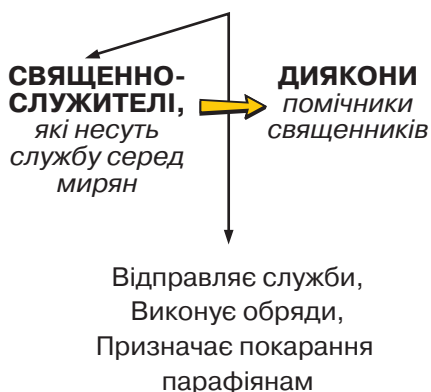 СВЯЩЕННО-
СЛУЖИТЕЛІ,
які несуть
службу серед
мирян
ДИЯКОНИ
помічники
священників
Відправляє служби,
Виконує обряди,
Призначає покарання
парафіянам